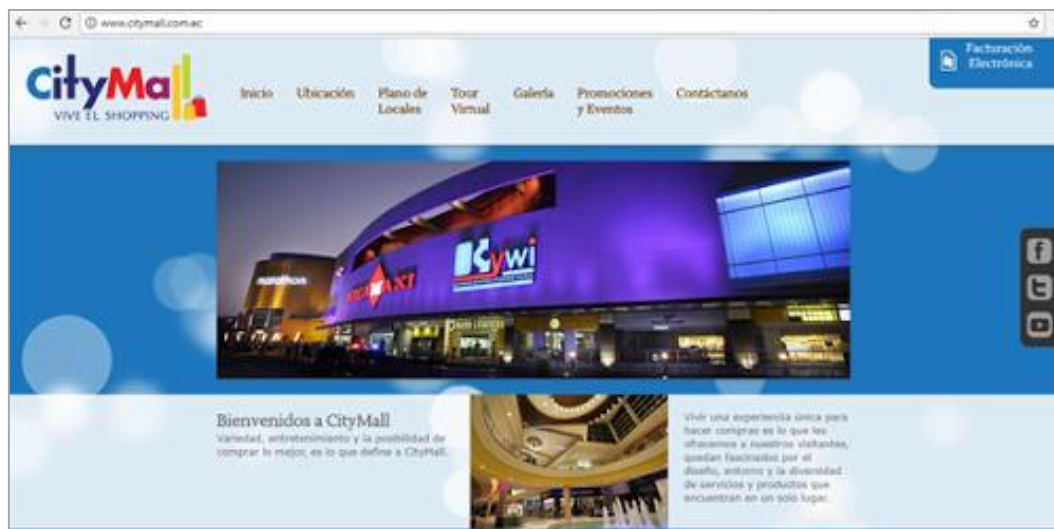 www.citymall.com.ec
Facturación
Electrónica
CityMall
VIVE EL SHOPPING
Inicio
Ubicación
Plano de
Locales
Tour
Virtual
Galería
Promociones
y Eventos
Contáctanos
marathon
MEGAMAXI
Kywi
Bienvenidos a CityMall
Variedad, entretenimiento y la posibilidad de
comprar lo mejor, es lo que define a CityMall.
Vivir una experiencia única para
hacer compras es lo que les
ofrecemos a nuestros visitantes,
quedan fascinados por el
diseño, entorno y la diversidad
de servicios y productos que
encuentran en un solo lugar.